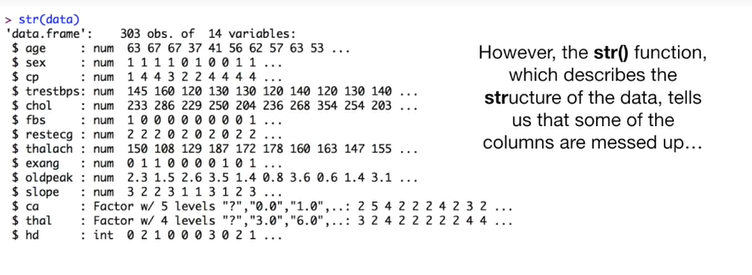 > str(data)
'data.frame':   303 obs. of  14 variables:
 $ age     : num  63 67 67 37 41 56 62 57 63 53 ...
 $ sex     : num  1 1 1 1 0 1 0 0 1 1 ...
 $ cp      : num  1 4 4 3 2 2 4 4 4 4 ...
 $ trestbps: num  145 160 120 130 130 120 140 120 130 140 ...
 $ chol    : num  233 286 229 250 204 236 268 354 254 203 ...
 $ fbs     : num  1 0 0 0 0 0 0 0 0 1 ...
 $ restecg : num  2 2 2 0 2 0 2 0 2 2 ...
 $ thalach : num  150 108 129 187 172 178 160 163 147 155 ...
 $ exang   : num  0 1 1 0 0 0 0 1 0 1 ...
 $ oldpeak : num  2.3 1.5 2.6 3.5 1.4 0.8 3.6 0.6 1.4 3.1 ...
 $ slope   : num  3 2 2 3 1 1 3 1 2 3 ...
 $ ca      : Factor w/ 5 levels "?","0.0","1.0",..: 2 5 4 2 2 2 4 2 3 2 ...
 $ thal    : Factor w/ 4 levels "?","3.0","6.0",..: 3 2 4 2 2 2 2 2 4 4 ...
 $ hd      : int  0 2 1 0 0 0 3 0 2 1 ...
However, the str() function,
which describes the
structure of the data, tells
us that some of the
columns are messed up…